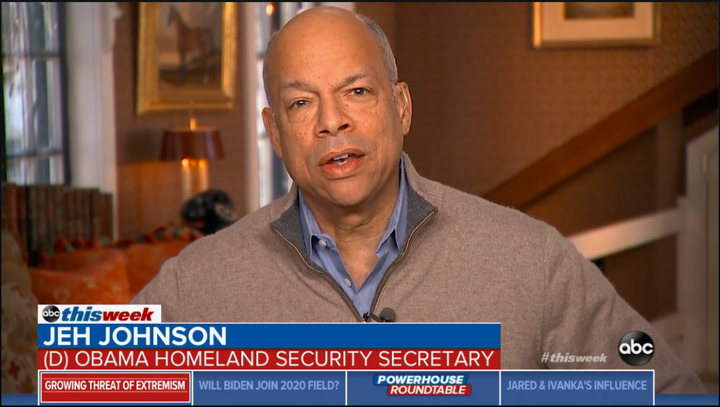 abc thisweek
JEH JOHNSON
(D) OBAMA HOMELAND SECURITY SECRETARY
#thisweek abc
GROWING THREAT OF EXTREMISM
WILL BIDEN JOIN 2020 FIELD?
POWERHOUSE
ROUNDTABLE
JARED & IVANKA'S INFLUENCE